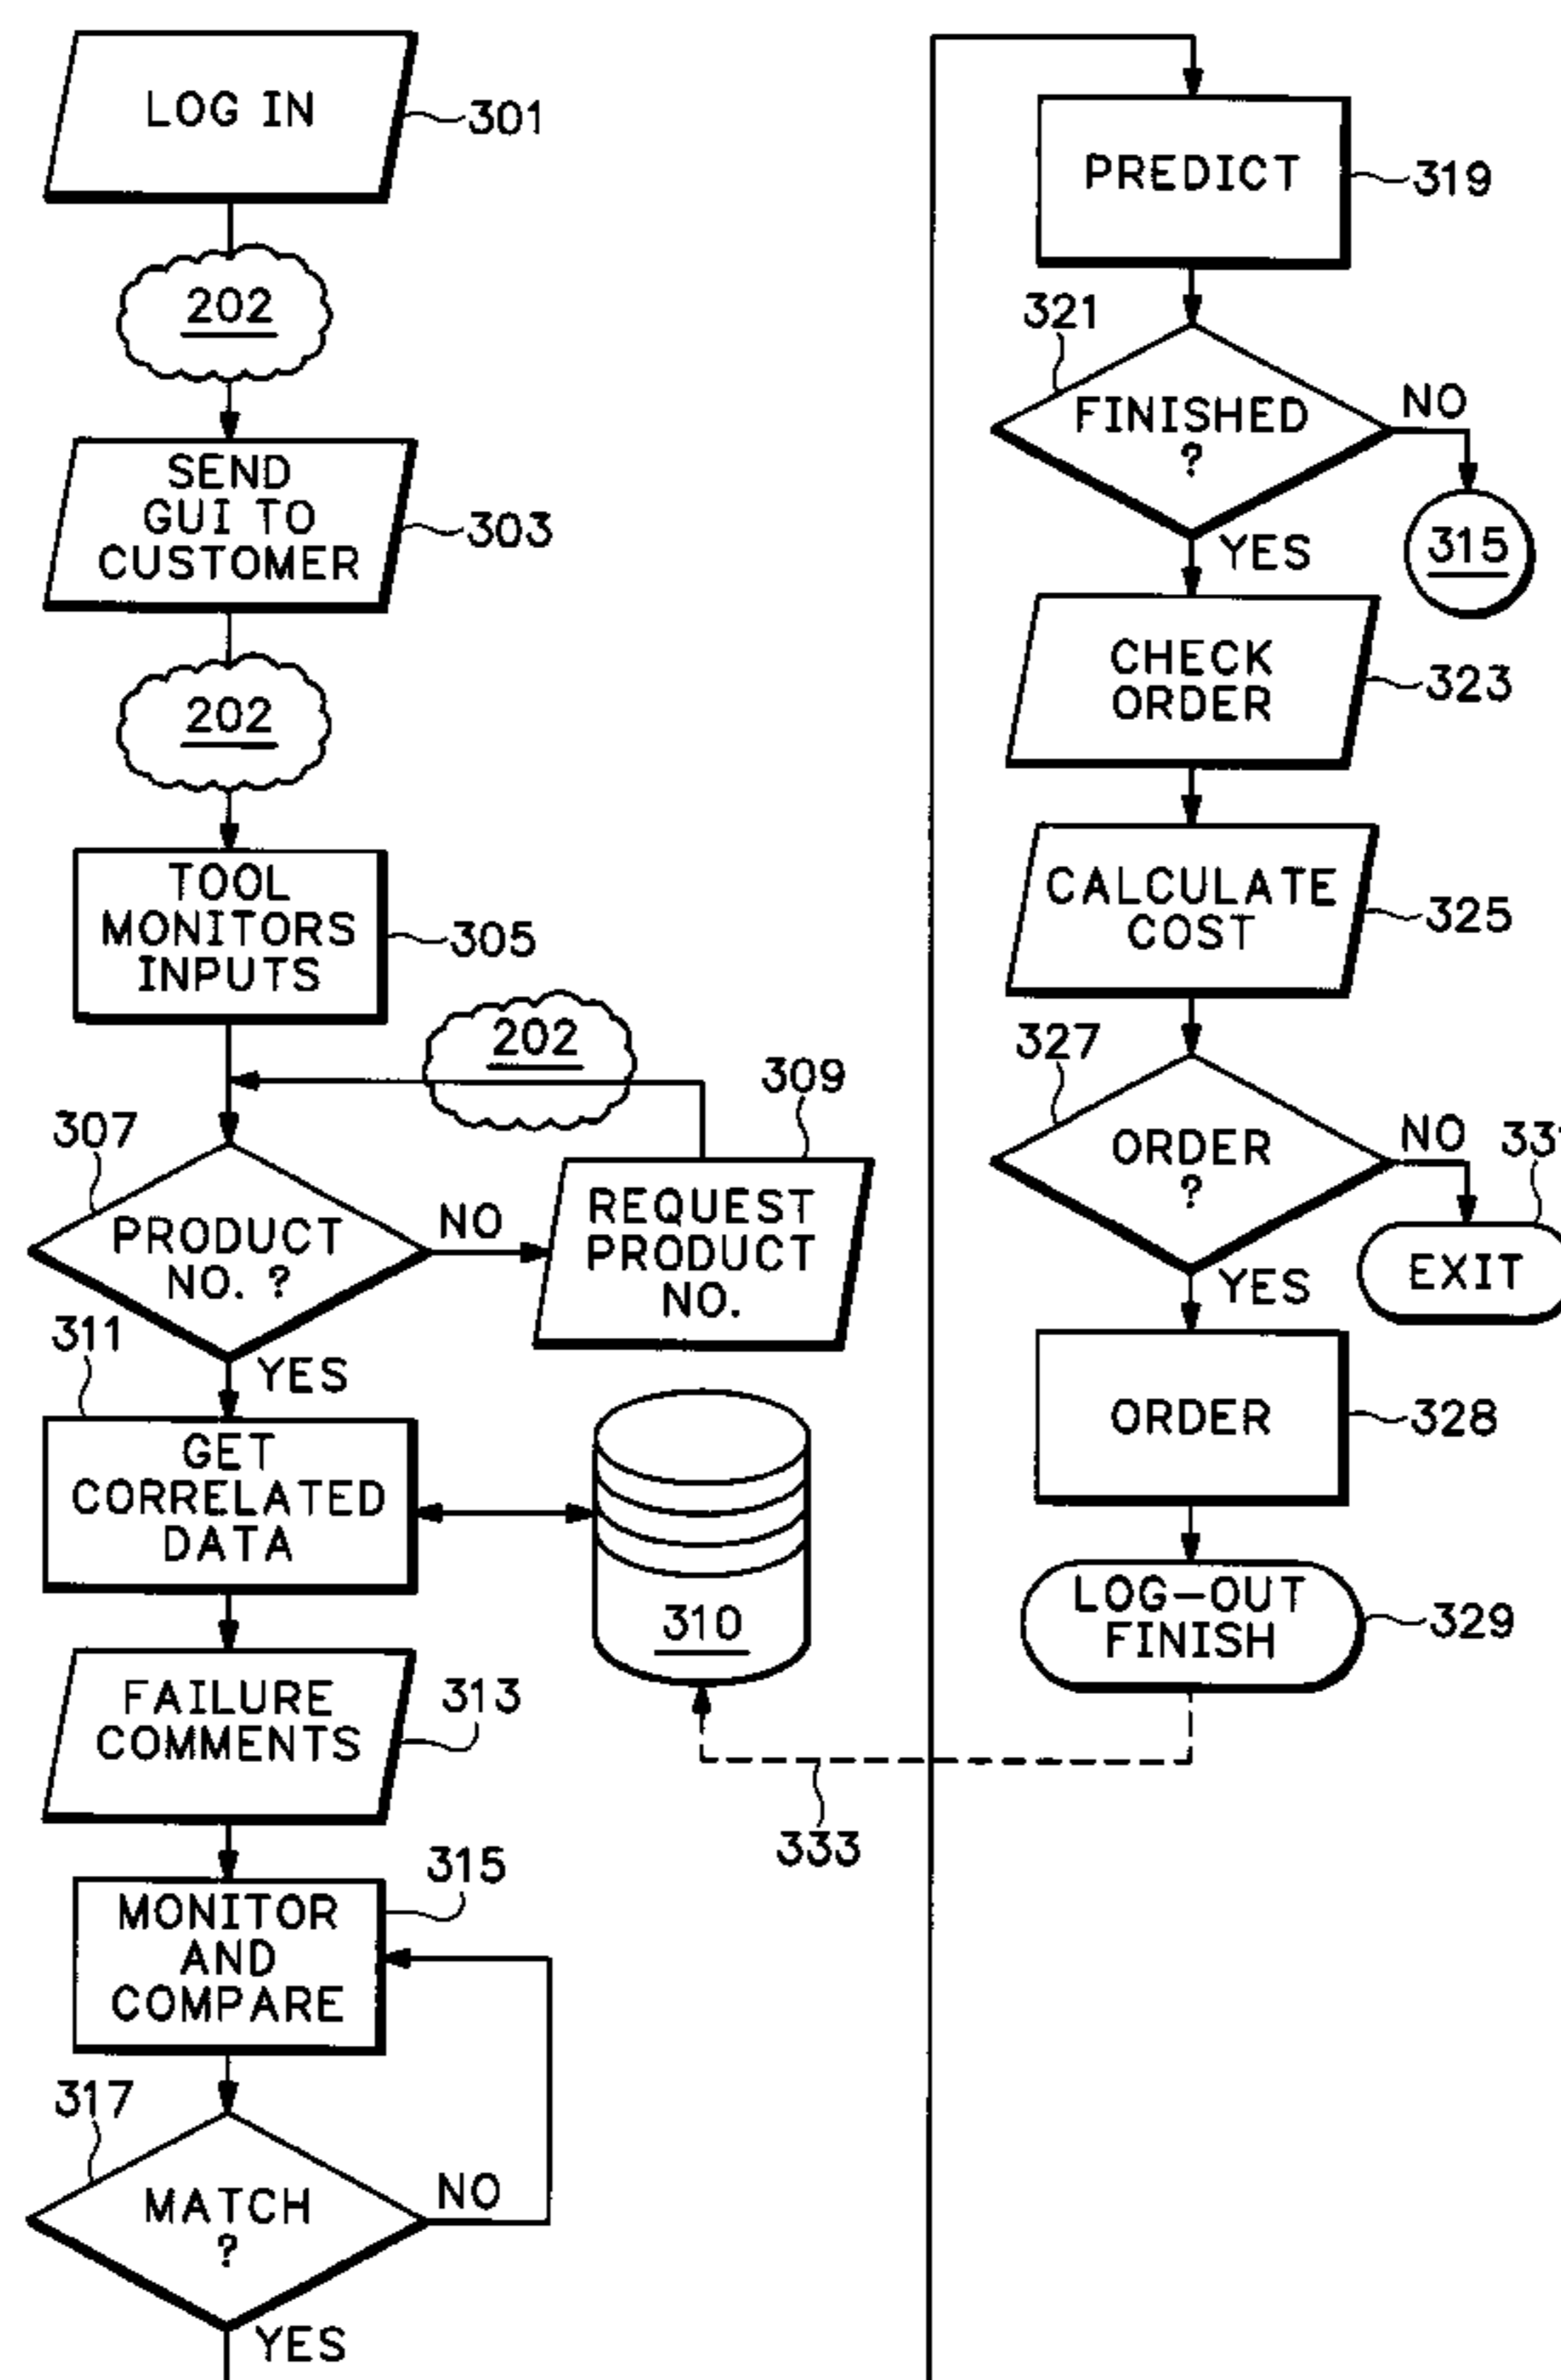 LOG IN
301
202
SEND
GUI TO
CUSTOMER
303
202
TOOL
MONITORS
INPUTS
305
202
309
307
PRODUCT
NO. ?
NO
REQUEST
PRODUCT
NO.
311
YES
GET
CORRELATED
DATA
310
FAILURE
COMMENTS
313
333
315
MONITOR
AND
COMPARE
317
MATCH
?
NO
YES
PREDICT
319
321
FINISHED
?
NO
315
YES
CHECK
ORDER
323
CALCULATE
COST
325
327
ORDER
?
NO
EXIT
YES
ORDER
328
LOG-OUT
FINISH
329